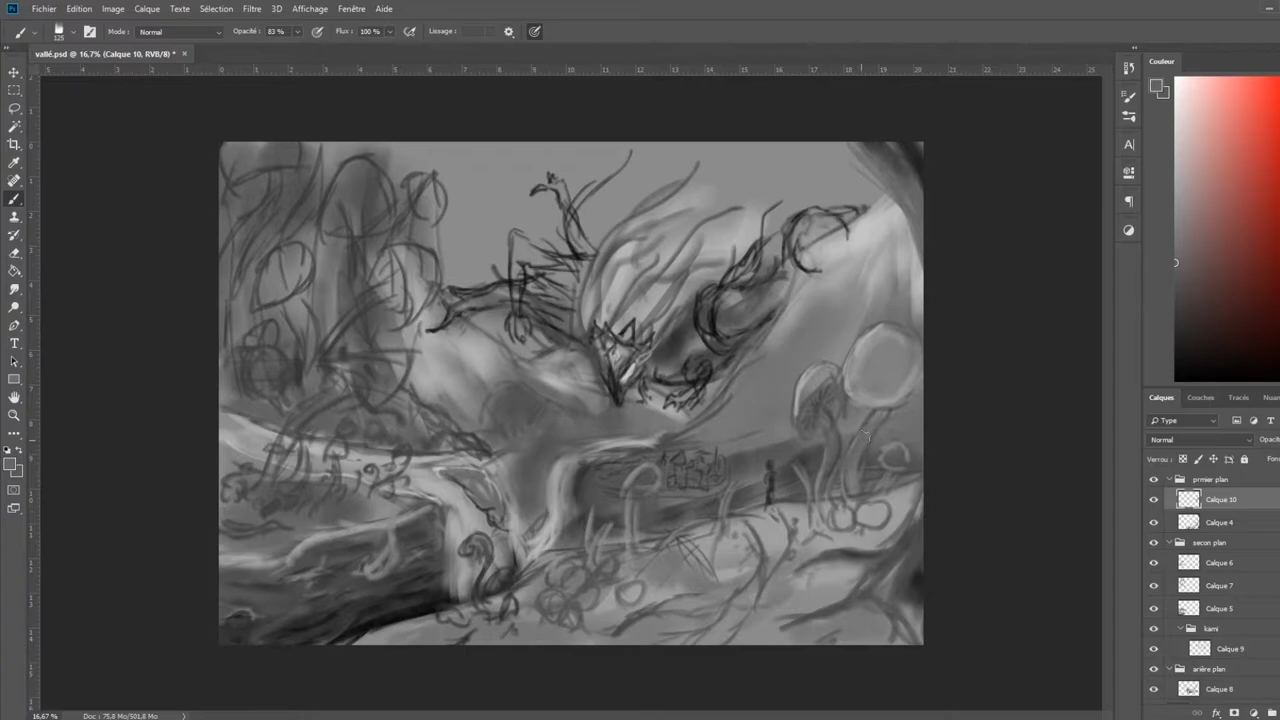 Ps Fichier Edition Image Calque Texte Sélection Filtre 3D Affichage Fenêtre Aide
125 Mode : Normal Opacité : 83 % Flux : 100 % Lissage :
vallé.psd @ 16,7% (Calque 10, RVB/8) * ×
Couleur
Calques Couches Tracés
Type
Normal
Verrou :
prmier plan
Calque 10
Calque 4
secon plan
Calque 6
Calque 7
Calque 5
kami
Calque 9
arière plan
Calque 8
16,67 % Doc : 75,8 Mo/501,8 Mo